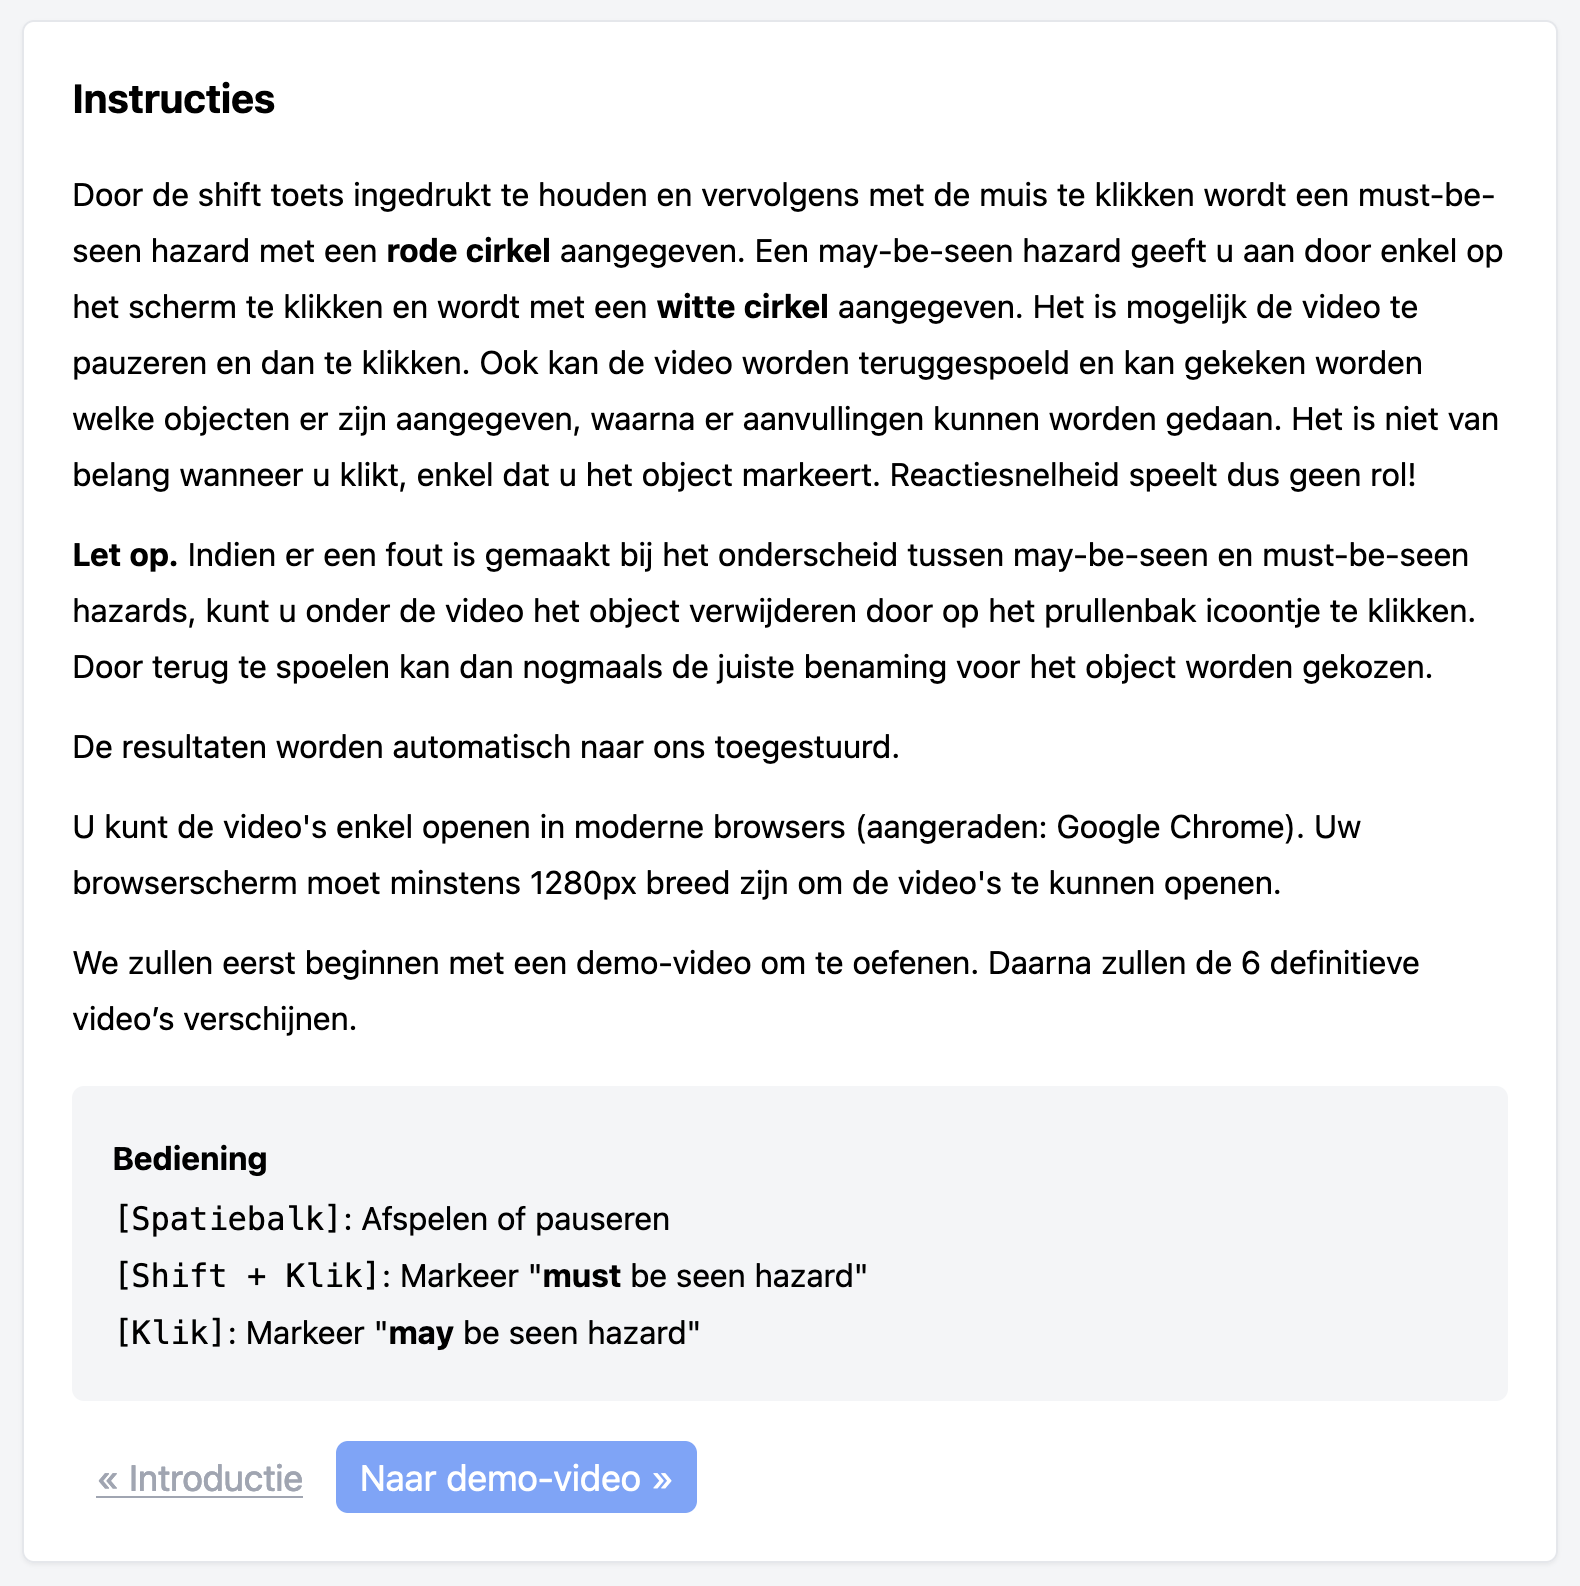 Instructies
Door de shift toets ingedrukt te houden en vervolgens met de muis te klikken wordt een must-be-
seen hazard met een rode cirkel aangegeven. Een may-be-seen hazard geeft u aan door enkel op
het scherm te klikken en wordt met een witte cirkel aangegeven. Het is mogelijk de video te
pauzeren en dan te klikken. Ook kan de video worden teruggespoeld en kan gekeken worden
welke objecten er zijn aangegeven, waarna er aanvullingen kunnen worden gedaan. Het is niet van
belang wanneer u klikt, enkel dat u het object markeert. Reactiesnelheid speelt dus geen rol!
Let op. Indien er een fout is gemaakt bij het onderscheid tussen may-be-seen en must-be-seen
hazards, kunt u onder de video het object verwijderen door op het prullenbak icoontje te klikken.
Door terug te spoelen kan dan nogmaals de juiste benaming voor het object worden gekozen.
De resultaten worden automatisch naar ons toegestuurd.
U kunt de video's enkel openen in moderne browsers (aangeraden: Google Chrome). Uw
browserscherm moet minstens 1280px breed zijn om de video's te kunnen openen.
We zullen eerst beginnen met een demo-video om te oefenen. Daarna zullen de 6 definitieve
video’s verschijnen.
Bediening
[Spatiebalk]: Afspelen of pauseren
[Shift + Klik]: Markeer "must be seen hazard"
[Klik]: Markeer "may be seen hazard"
« Introductie
Naar demo-video »